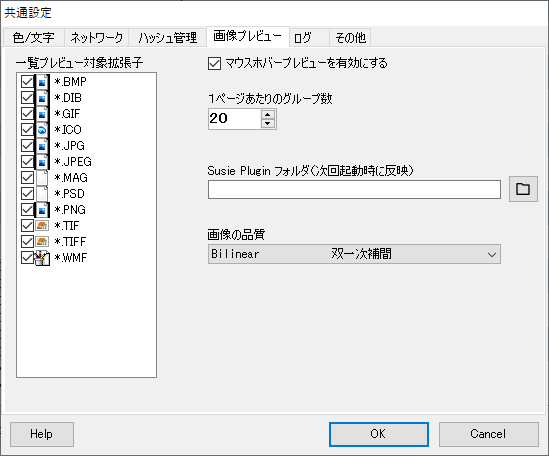 共通設定
色/文字 ネットワーク ハッシュ管理 画像プレビュー ログ その他
一覧プレビュー対象拡張子
*.BMP
*.DIB
*.GIF
*.ICO
*.JPG
*.JPEG
*.MAG
*.PSD
*.PNG
*.TIF
*.TIFF
*.WMF
マウスホバープレビューを有効にする
1ページあたりのグループ数
20
Susie Plugin フォルダ(次回起動時に反映)
画像の品質
Bilinear 双一次補間
Help OK Cancel